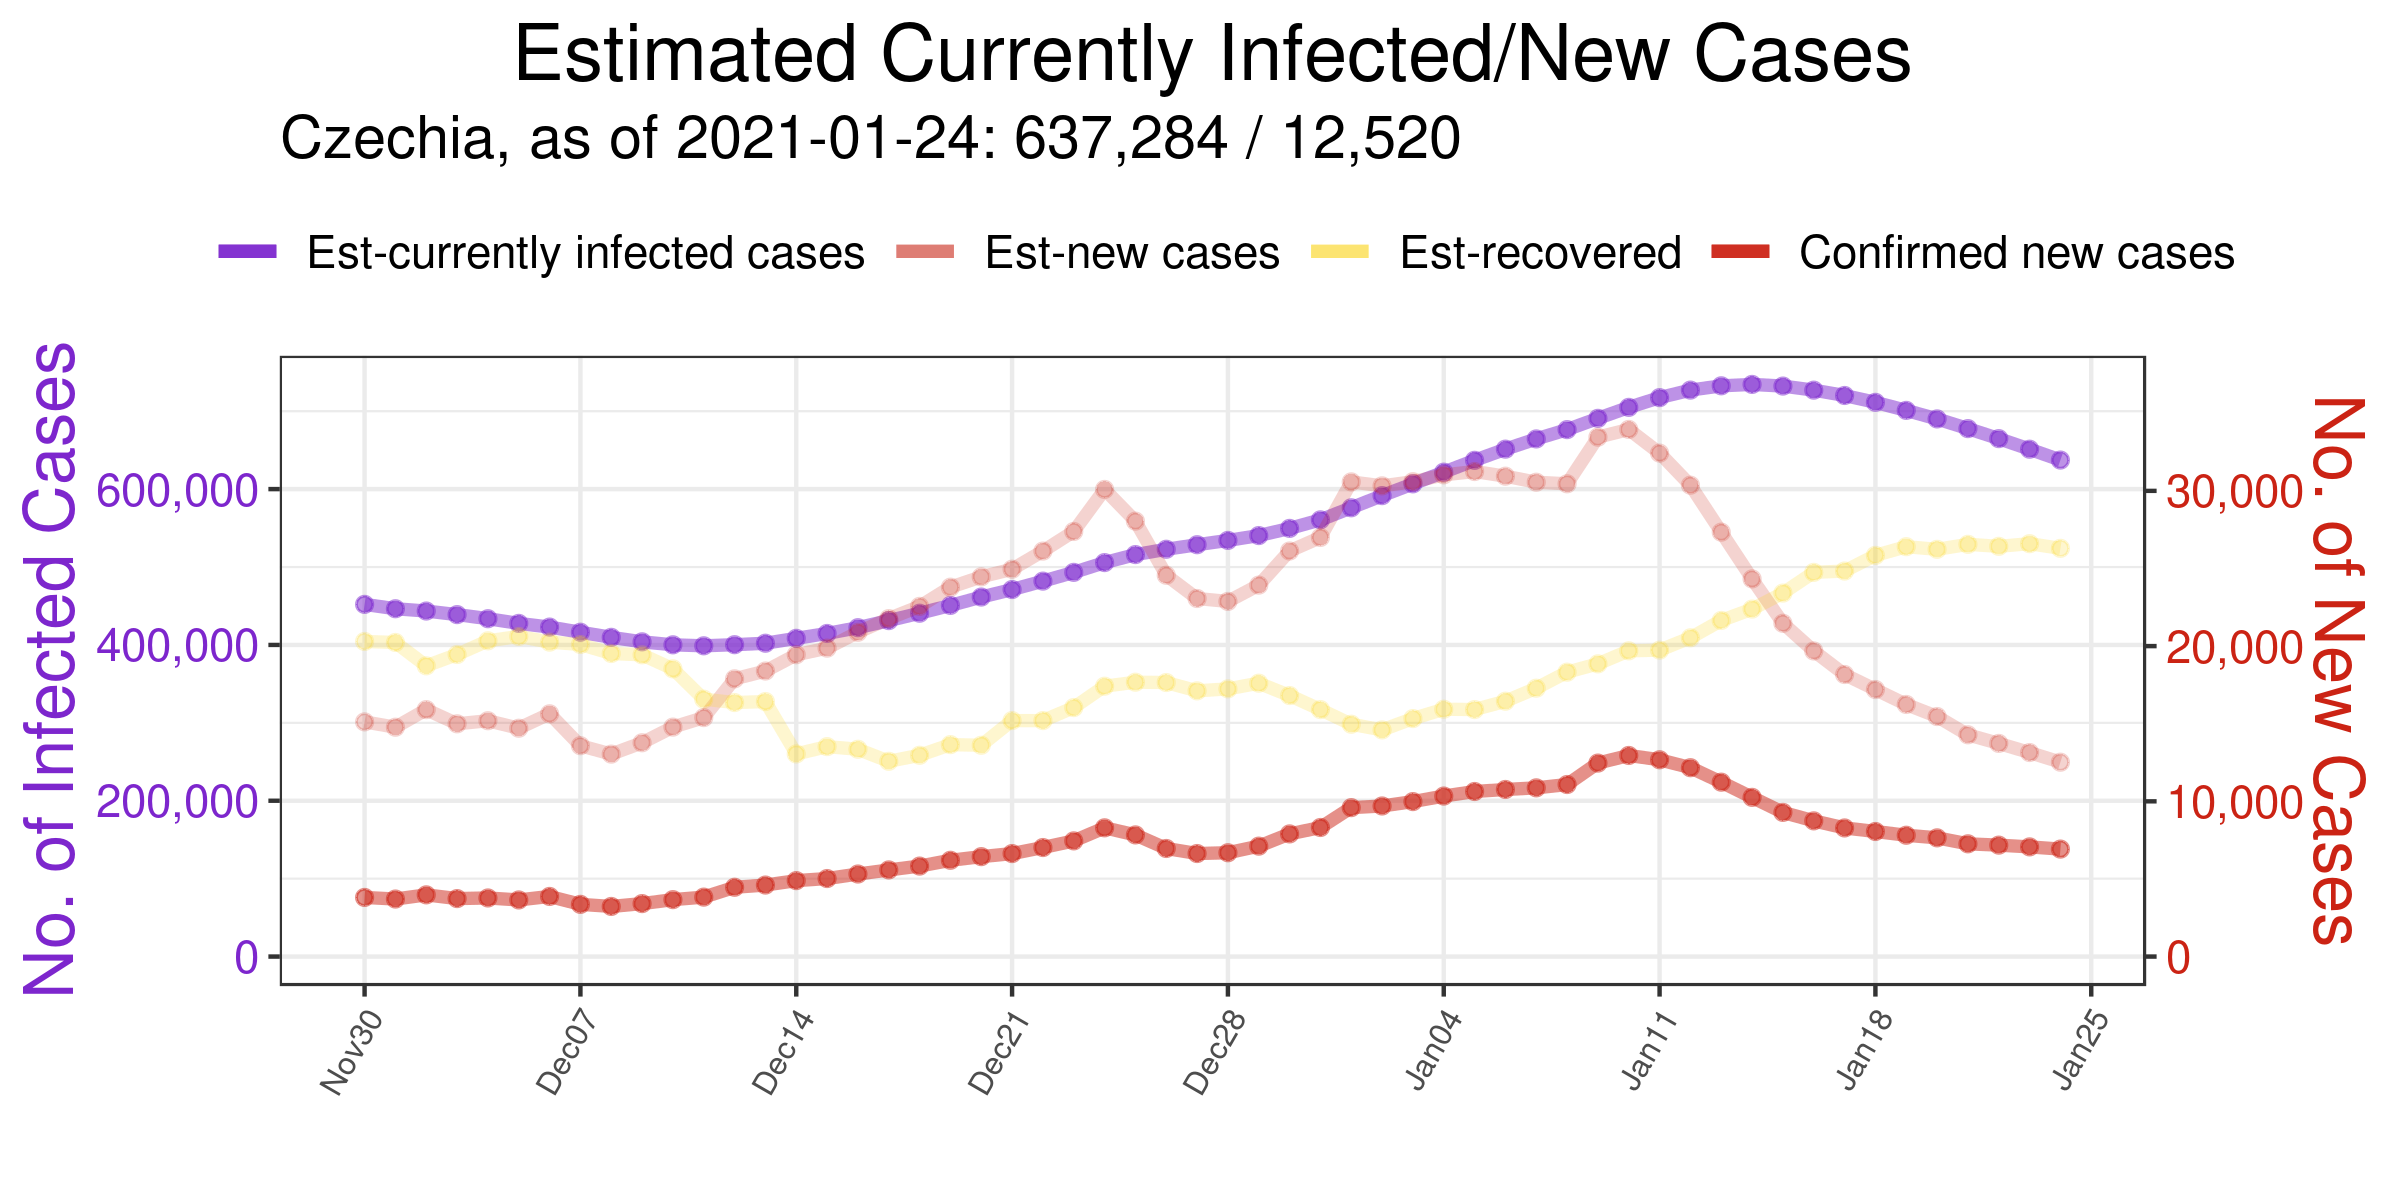 Estimated Currently Infected/New Cases
Czechia, as of 2021-01-24: 637,284 / 12,520
Est-currently infected cases Est-new cases Est-recovered Confirmed new cases
No. of Infected Cases
600,000
400,000
200,000
0
30,000
20,000
10,000
0
No. of New Cases
Nov30 Dec07 Dec14 Dec21 Dec28 Jan04 Jan11 Jan18 Jan25